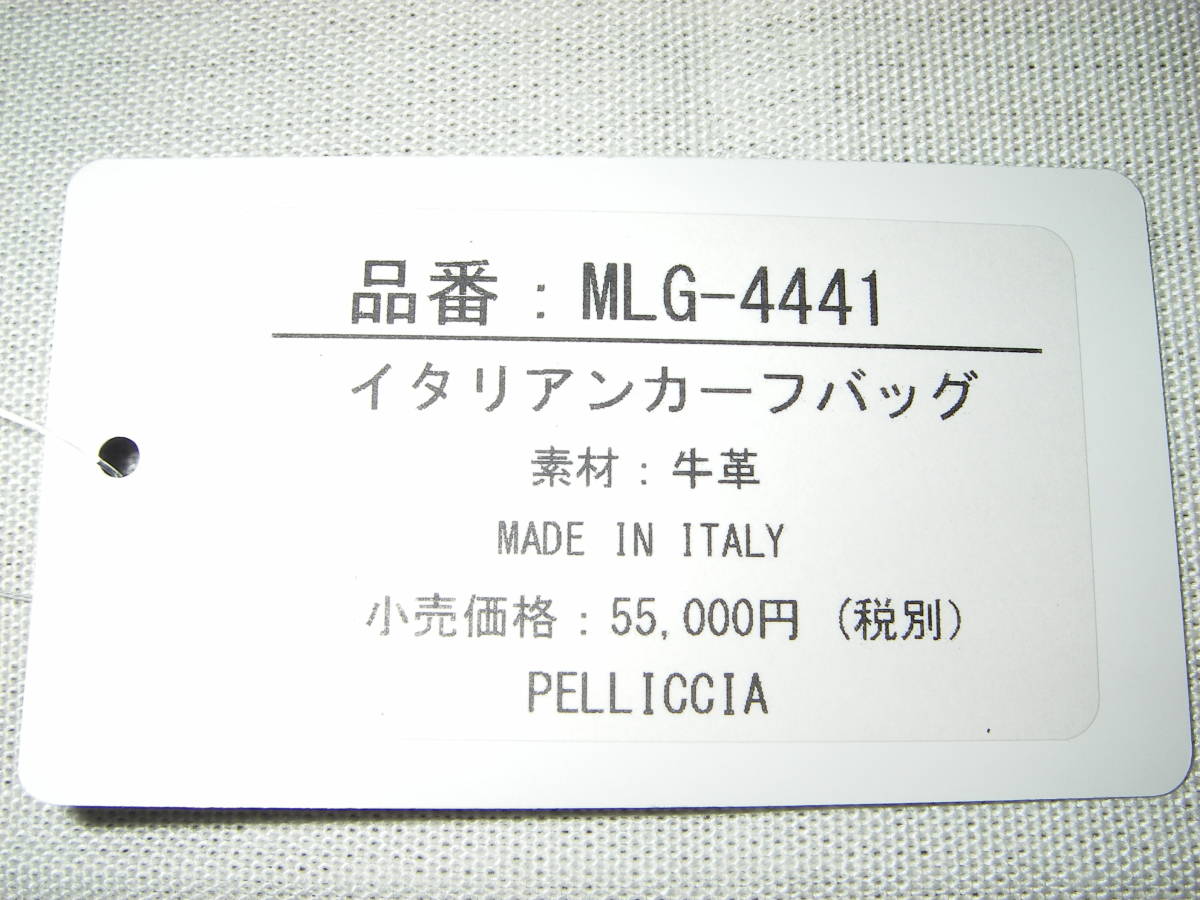 品番：MLG-4441
イタリアンカーフバッグ
素材：牛革
MADE IN ITALY
小売価格：55,000円（税別）
PELLICCIA